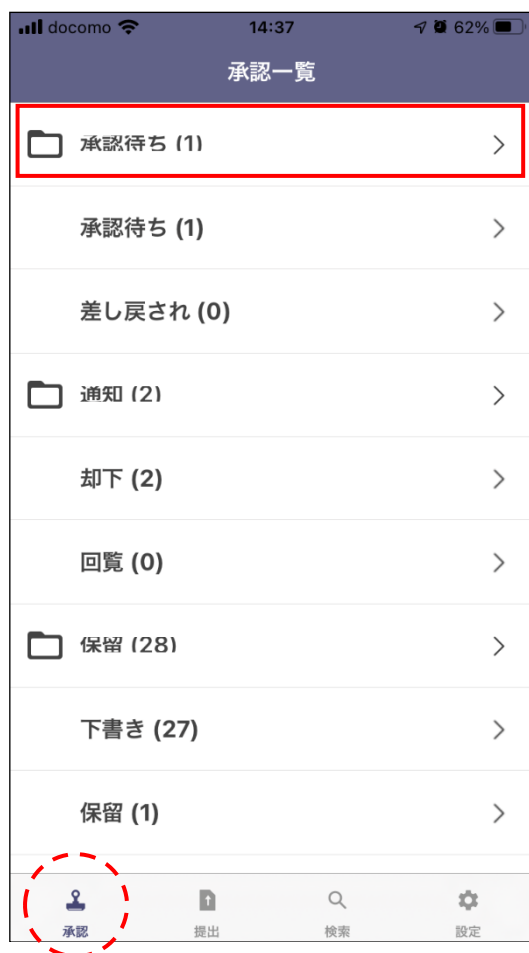 docomo 14:37 62%
承認一覧
承認待ち (1)
承認待ち (1)
差し戻され (0)
通知 (2)
却下 (2)
回覧 (0)
保留 (28)
下書き (27)
保留 (1)
承認 提出 検索 設定